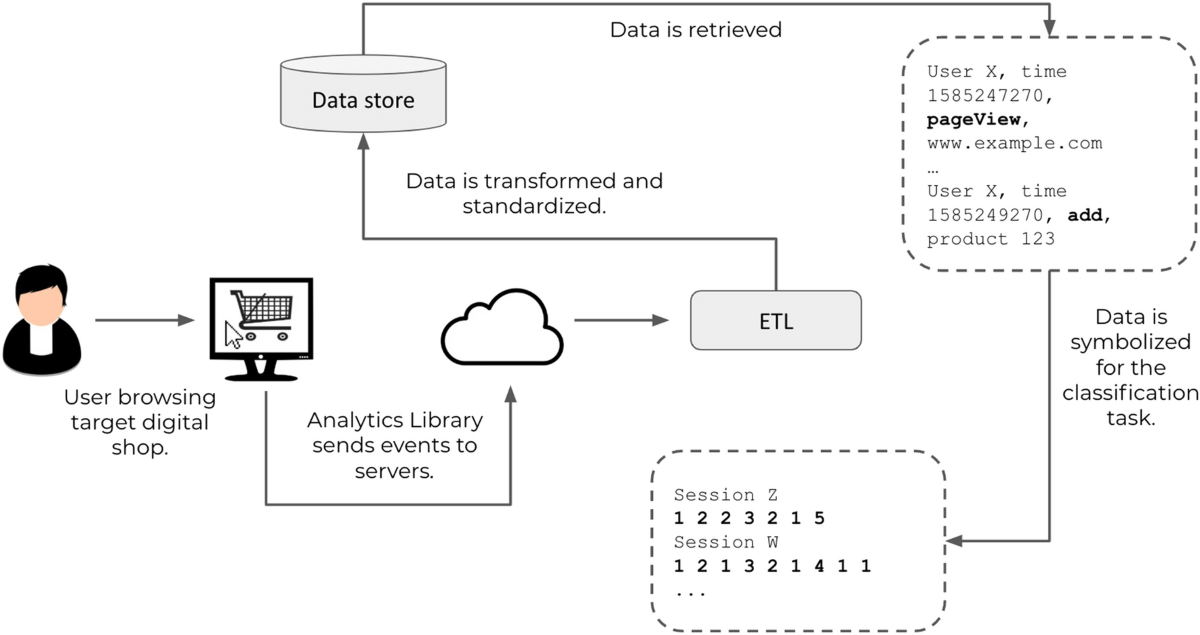 Data is retrieved
Data store
User X, time
1585247270,
pageView,
www.example.com
…
User X, time
1585249270, add,
product 123
Data is transformed and
standardized.
ETL
Data is
symbolized
for the
classification
task.
User browsing
target digital
shop.
Analytics Library
sends events to
servers.
Session Z
1 2 2 3 2 1 5
Session W
1 2 1 3 2 1 4 1 1
...